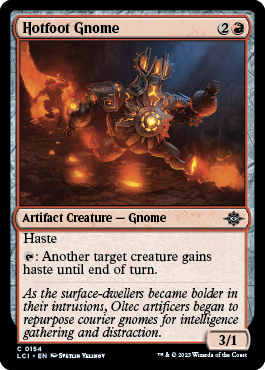 Hotfoot Gnome 2
Artifact Creature — Gnome
Haste
: Another target creature gains
haste until end of turn.
As the surface-dwellers became bolder in
their intrusions, Oltec artificers began to
repurpose courier gnomes for intelligence
gathering and distraction.
3/1
C 0154
LCI • EN Svetlin Velinov
™ & © 2023 Wizards of the Coast